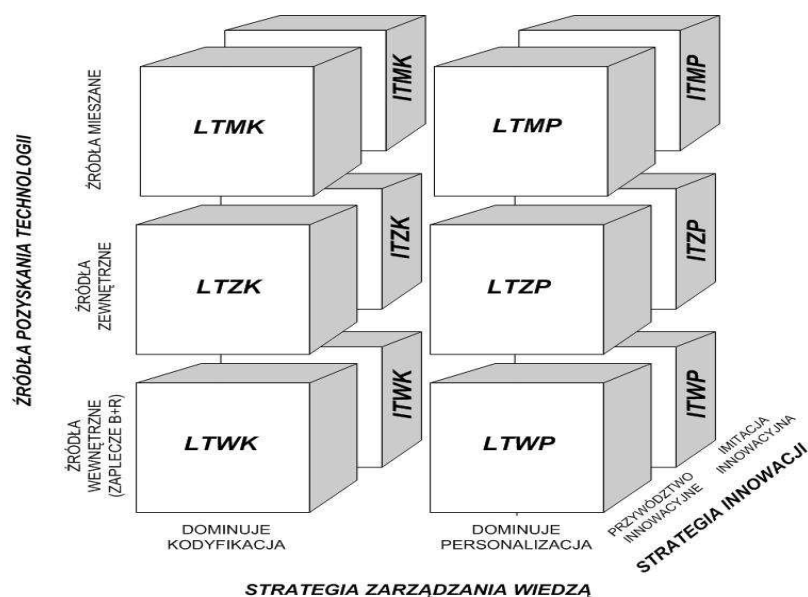 ITMK
ITMP
LTMK
LTMP
ŹRÓDŁA MIESZANE
ITZK
ITZP
LTZK
LTZP
ŹRÓDŁA
ZEWNĘTRZNE
ŹRÓDŁA POZYSKANIA TECHNOLOGII
ITWK
ITWP
LTWK
LTWP
ŹRÓDŁA
WEWNĘTRZNE
(ZAPLECZE B+R)
IMITACJA
INNOWACYJNA
PRZYWÓDZTWO
INNOWACYJNE
STRATEGIA INNOWACJI
DOMINUJE
KODYFIKACJA
DOMINUJE
PERSONALIZACJA
STRATEGIA ZARZĄDZANIA WIEDZĄ